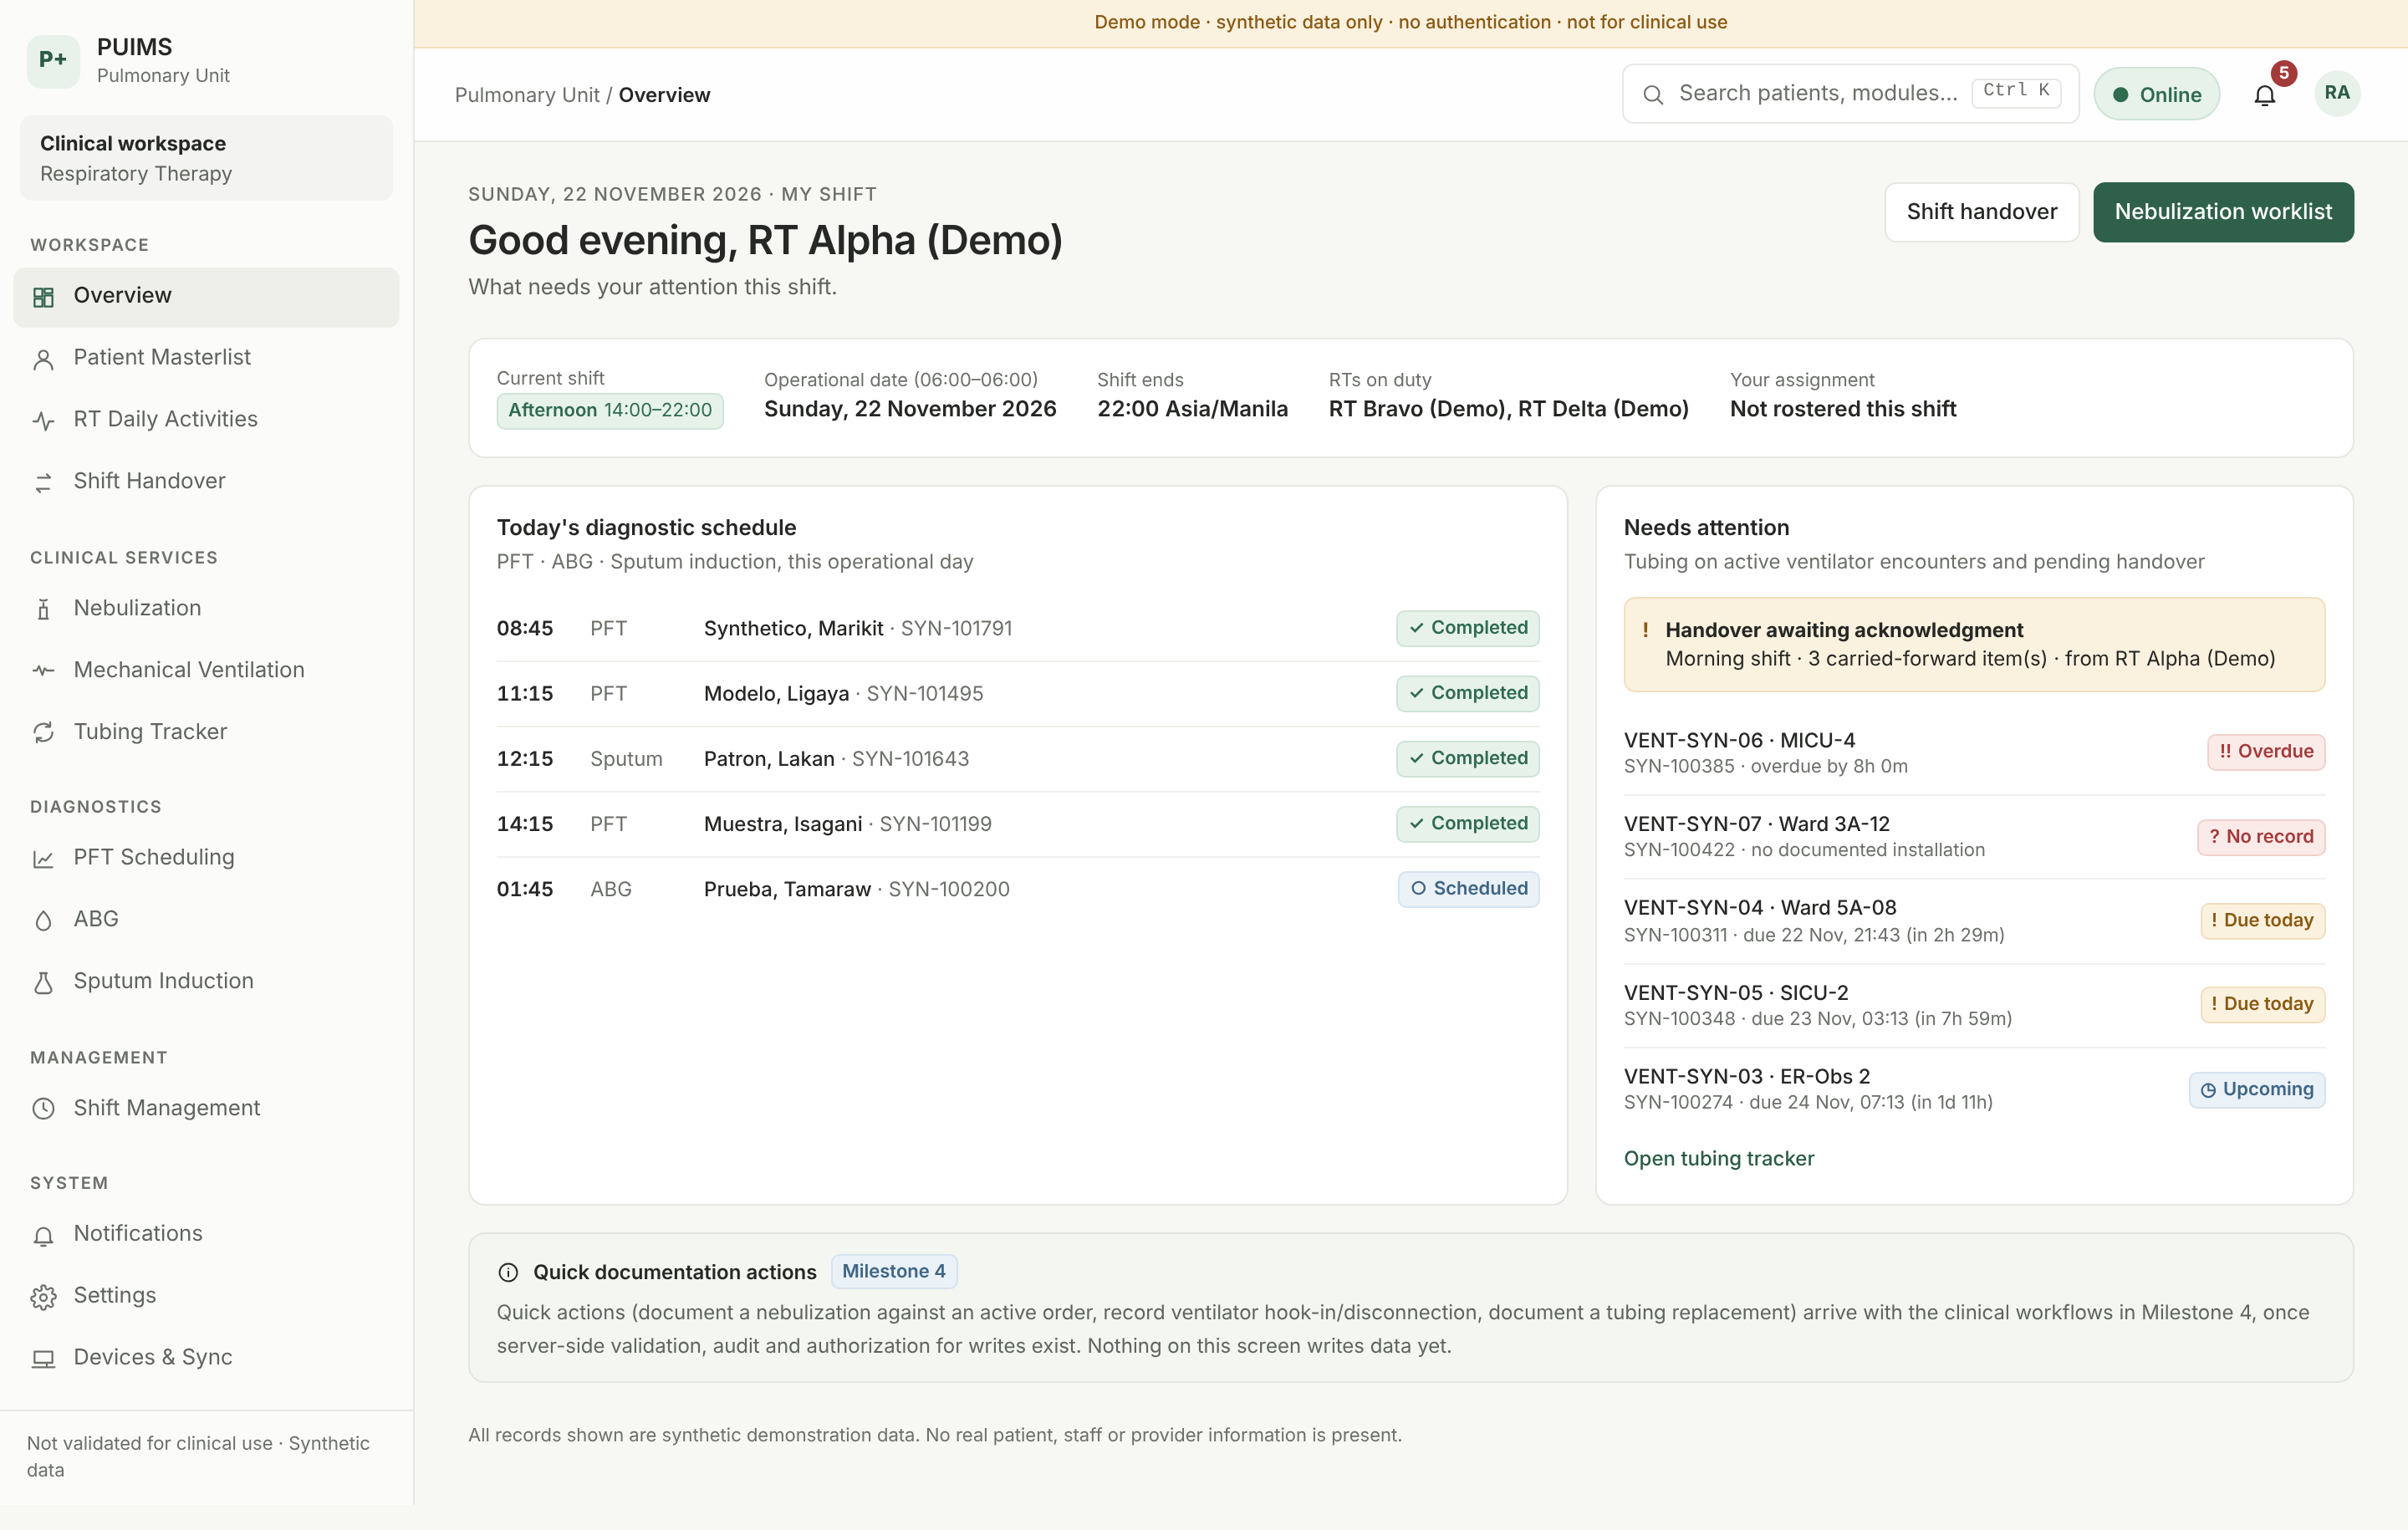 P+
PUIMS
Pulmonary Unit
Clinical workspace
Respiratory Therapy
WORKSPACE
Overview
Patient Masterlist
RT Daily Activities
Shift Handover
CLINICAL SERVICES
Nebulization
Mechanical Ventilation
Tubing Tracker
DIAGNOSTICS
PFT Scheduling
ABG
Sputum Induction
MANAGEMENT
Shift Management
SYSTEM
Notifications
Settings
Devices & Sync
Not validated for clinical use · Synthetic
data
Demo mode · synthetic data only · no authentication · not for clinical use
Pulmonary Unit / Overview
Search patients, modules... Ctrl K
Online
5
RA
SUNDAY, 22 NOVEMBER 2026 · MY SHIFT
Good evening, RT Alpha (Demo)
What needs your attention this shift.
Shift handover
Nebulization worklist
Current shift
Afternoon 14:00–22:00
Operational date (06:00–06:00)
Sunday, 22 November 2026
Shift ends
22:00 Asia/Manila
RTs on duty
RT Bravo (Demo), RT Delta (Demo)
Your assignment
Not rostered this shift
Today's diagnostic schedule
PFT · ABG · Sputum induction, this operational day
08:45 PFT Synthetico, Marikit · SYN-101791 ✓ Completed
11:15 PFT Modelo, Ligaya · SYN-101495 ✓ Completed
12:15 Sputum Patron, Lakan · SYN-101643 ✓ Completed
14:15 PFT Muestra, Isagani · SYN-101199 ✓ Completed
01:45 ABG Prueba, Tamaraw · SYN-100200 Scheduled
Needs attention
Tubing on active ventilator encounters and pending handover
! Handover awaiting acknowledgment
Morning shift · 3 carried-forward item(s) · from RT Alpha (Demo)
VENT-SYN-06 · MICU-4
SYN-100385 · overdue by 8h 0m
!! Overdue
VENT-SYN-07 · Ward 3A-12
SYN-100422 · no documented installation
? No record
VENT-SYN-04 · Ward 5A-08
SYN-100311 · due 22 Nov, 21:43 (in 2h 29m)
! Due today
VENT-SYN-05 · SICU-2
SYN-100348 · due 23 Nov, 03:13 (in 7h 59m)
! Due today
VENT-SYN-03 · ER-Obs 2
SYN-100274 · due 24 Nov, 07:13 (in 1d 11h)
Upcoming
Open tubing tracker
Quick documentation actions Milestone 4
Quick actions (document a nebulization against an active order, record ventilator hook-in/disconnection, document a tubing replacement) arrive with the clinical workflows in Milestone 4, once
server-side validation, audit and authorization for writes exist. Nothing on this screen writes data yet.
All records shown are synthetic demonstration data. No real patient, staff or provider information is present.